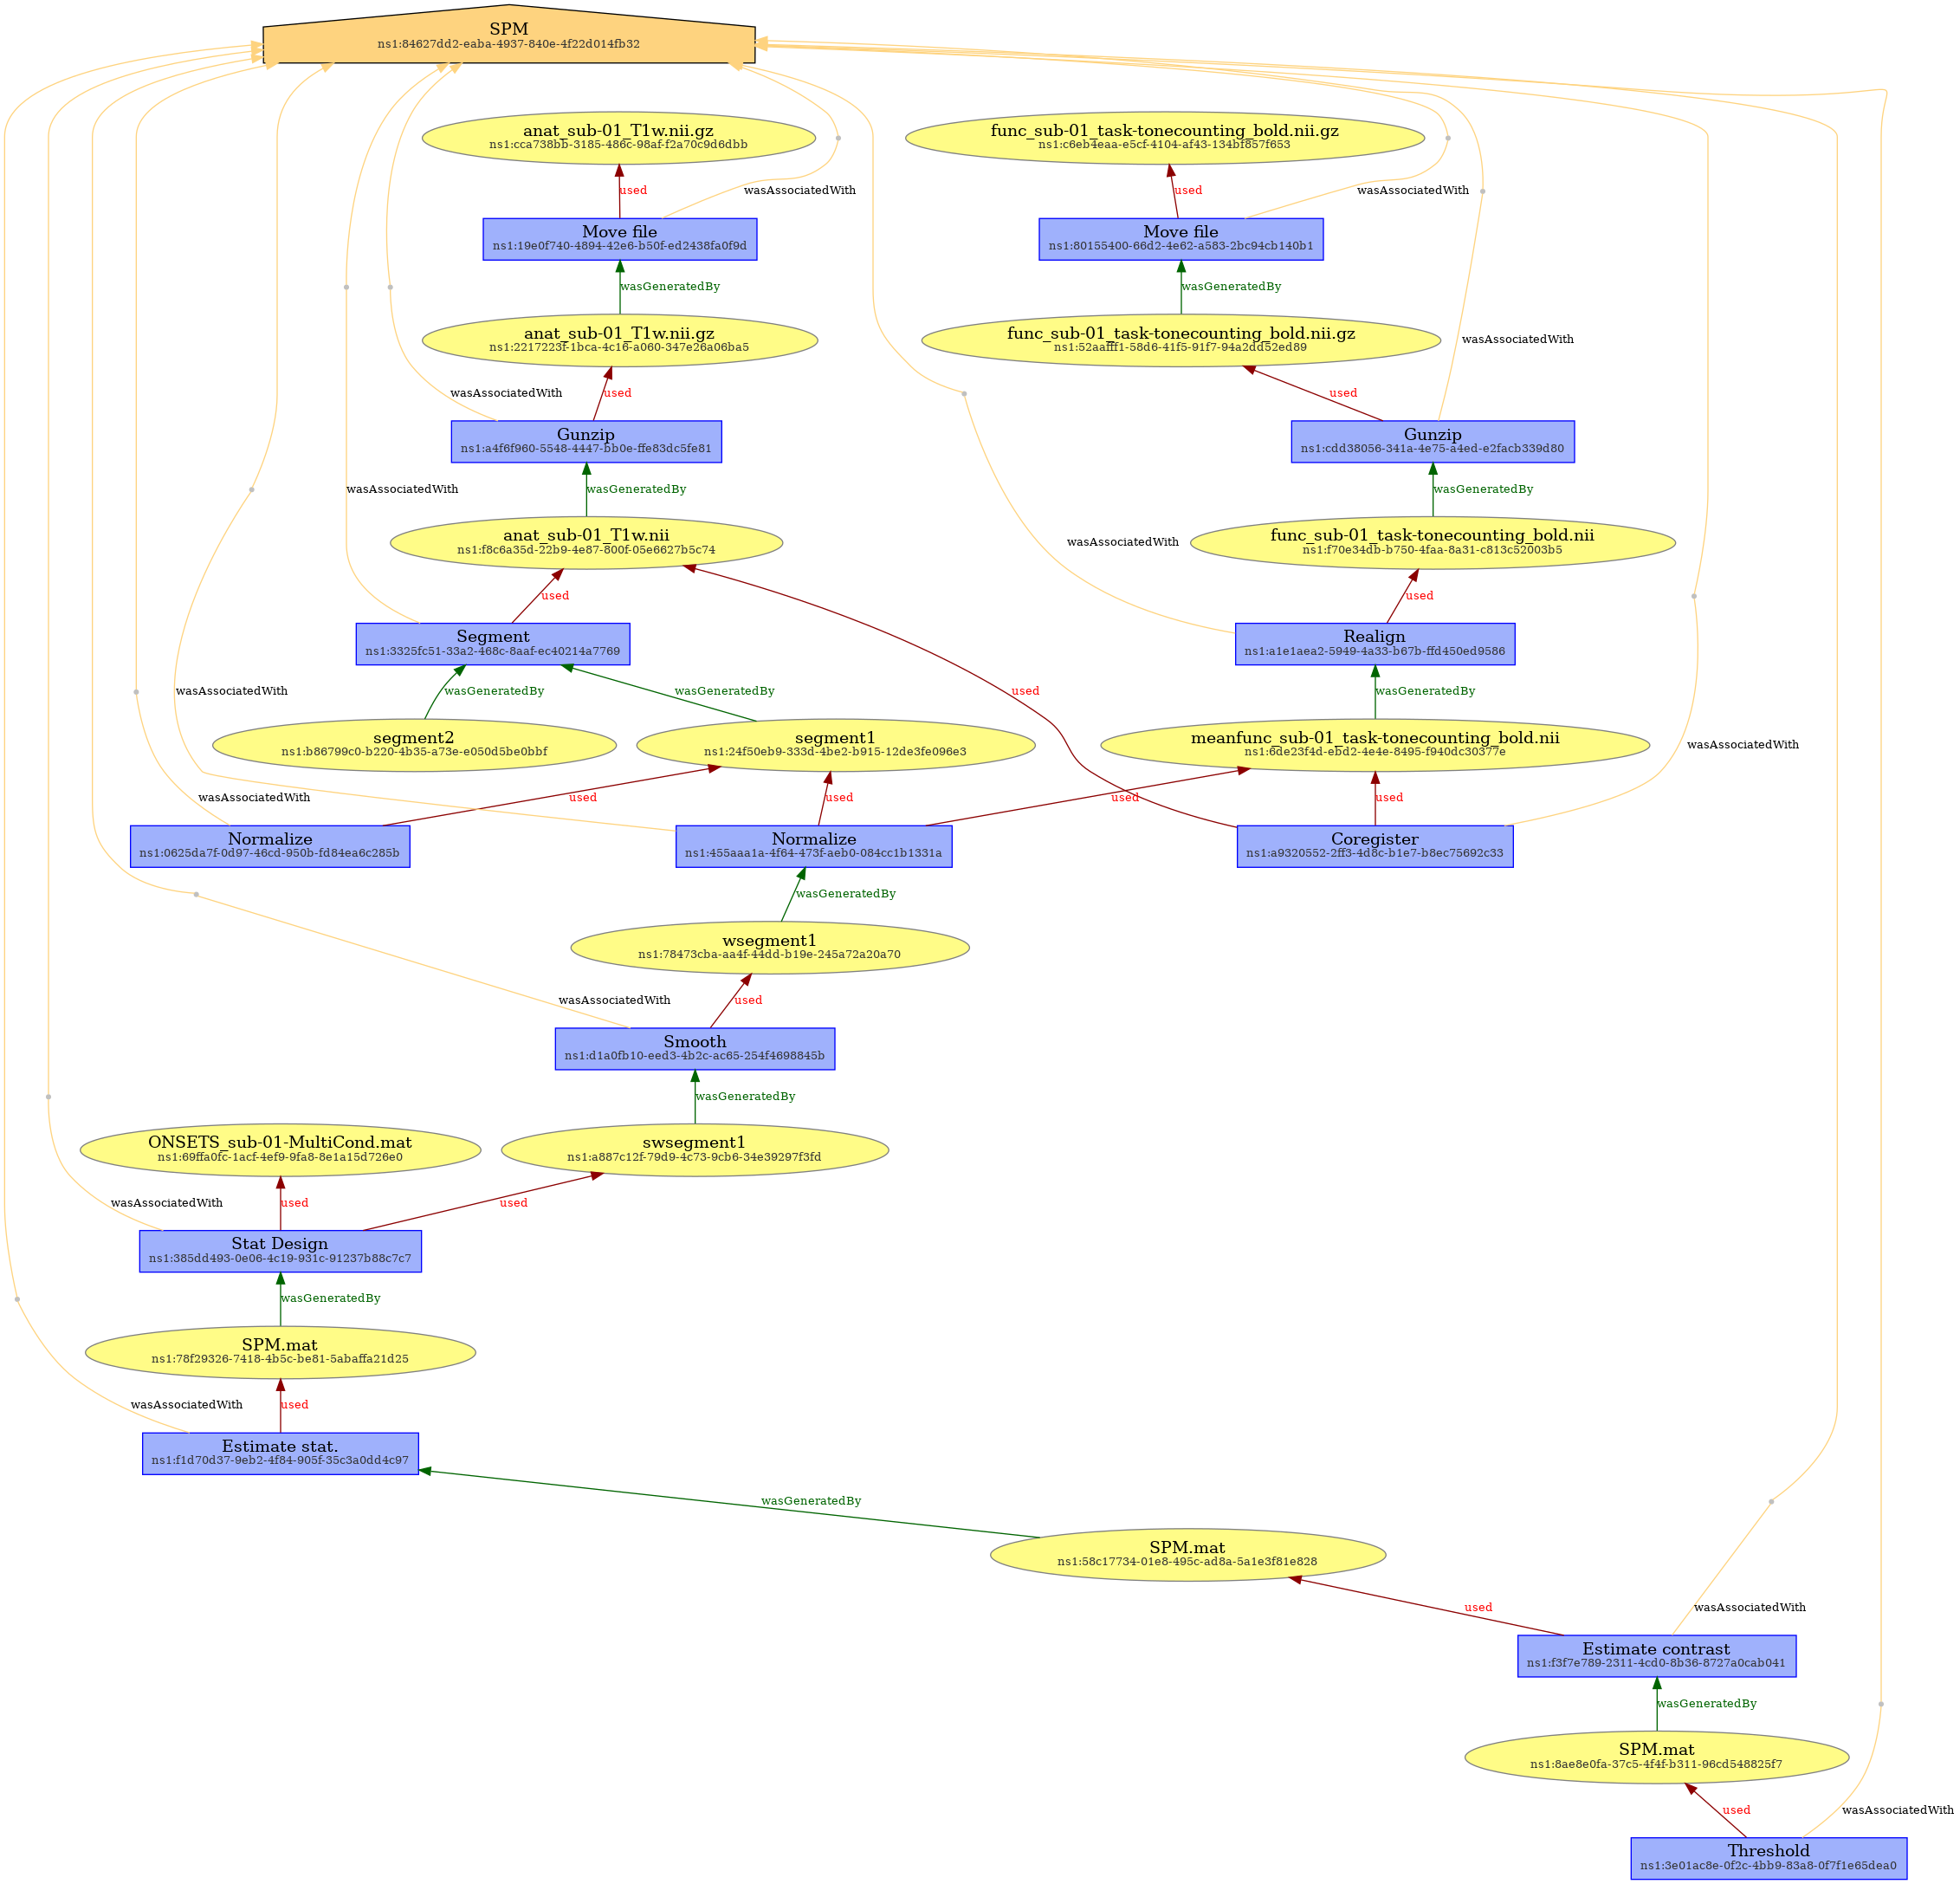 SPM
ns1:84627dd2-eaba-4937-840e-4f22d014fb32
anat_sub-01_T1w.nii.gz
ns1:cca738bb-3185-486c-98af-f2a70c9d6dbb
func_sub-01_task-tonecounting_bold.nii.gz
ns1:c6eb4eaa-e5cf-4104-af43-134bf857f653
used
wasAssociatedWith
used
wasAssociatedWith
Move file
ns1:19e0f740-4894-42e6-b50f-ed2438fa0f9d
Move file
ns1:80155400-66d2-4e62-a583-2bc94cb140b1
wasGeneratedBy
wasGeneratedBy
anat_sub-01_T1w.nii.gz
ns1:2217223f-1bca-4c16-a060-347e26a06ba5
func_sub-01_task-tonecounting_bold.nii.gz
ns1:52aafff1-58d6-41f5-91f7-94a2dd52ed89
wasAssociatedWith
wasAssociatedWith
used
used
Gunzip
ns1:a4f6f960-5548-4447-bb0e-ffe83dc5fe81
Gunzip
ns1:cdd38056-341a-4e75-a4ed-e2facb339d80
wasAssociatedWith
wasGeneratedBy
wasGeneratedBy
anat_sub-01_T1w.nii
ns1:f8c6a35d-22b9-4e87-800f-05e6627b5c74
wasAssociatedWith
func_sub-01_task-tonecounting_bold.nii
ns1:f70e34db-b750-4faa-8a31-c813c52003b5
used
used
Segment
ns1:3325fc51-33a2-468c-8aaf-ec40214a7769
Realign
ns1:a1e1aea2-5949-4a33-b67b-ffd450ed9586
wasAssociatedWith
wasGeneratedBy
wasGeneratedBy
used
wasGeneratedBy
segment2
ns1:b86799c0-b220-4b35-a73e-e050d5be0bbf
segment1
ns1:24f50eb9-333d-4be2-b915-12de3fe096e3
meanfunc_sub-01_task-tonecounting_bold.nii
ns1:6de23f4d-ebd2-4e4e-8495-f940dc30377e
wasAssociatedWith
wasAssociatedWith
used
used
used
used
Normalize
ns1:0625da7f-0d97-46cd-950b-fd84ea6c285b
Normalize
ns1:455aaa1a-4f64-473f-aeb0-084cc1b1331a
Coregister
ns1:a9320552-2ff3-4d8c-b1e7-b8ec75692c33
wasGeneratedBy
wsegment1
ns1:78473cba-aa4f-44dd-b19e-245a72a20a70
wasAssociatedWith
used
Smooth
ns1:d1a0fb10-eed3-4b2c-ac65-254f4698845b
wasGeneratedBy
ONSETS_sub-01-MultiCond.mat
ns1:69ffa0fc-1acf-4ef9-9fa8-8e1a15d726e0
swsegment1
ns1:a887c12f-79d9-4c73-9cb6-34e39297f3fd
wasAssociatedWith
used
used
Stat Design
ns1:385dd493-0e06-4c19-931c-91237b88c7c7
wasGeneratedBy
SPM.mat
ns1:78f29326-7418-4b5c-be81-5abaffa21d25
wasAssociatedWith
used
Estimate stat.
ns1:f1d70d37-9eb2-4f84-905f-35c3a0dd4c97
wasGeneratedBy
SPM.mat
ns1:58c17734-01e8-495c-ad8a-5a1e3f81e828
used
wasAssociatedWith
Estimate contrast
ns1:f3f7e789-2311-4cd0-8b36-8727a0cab041
wasGeneratedBy
SPM.mat
ns1:8ae8e0fa-37c5-4f4f-b311-96cd548825f7
used
wasAssociatedWith
Threshold
ns1:3e01ac8e-0f2c-4bb9-83a8-0f7f1e65dea0